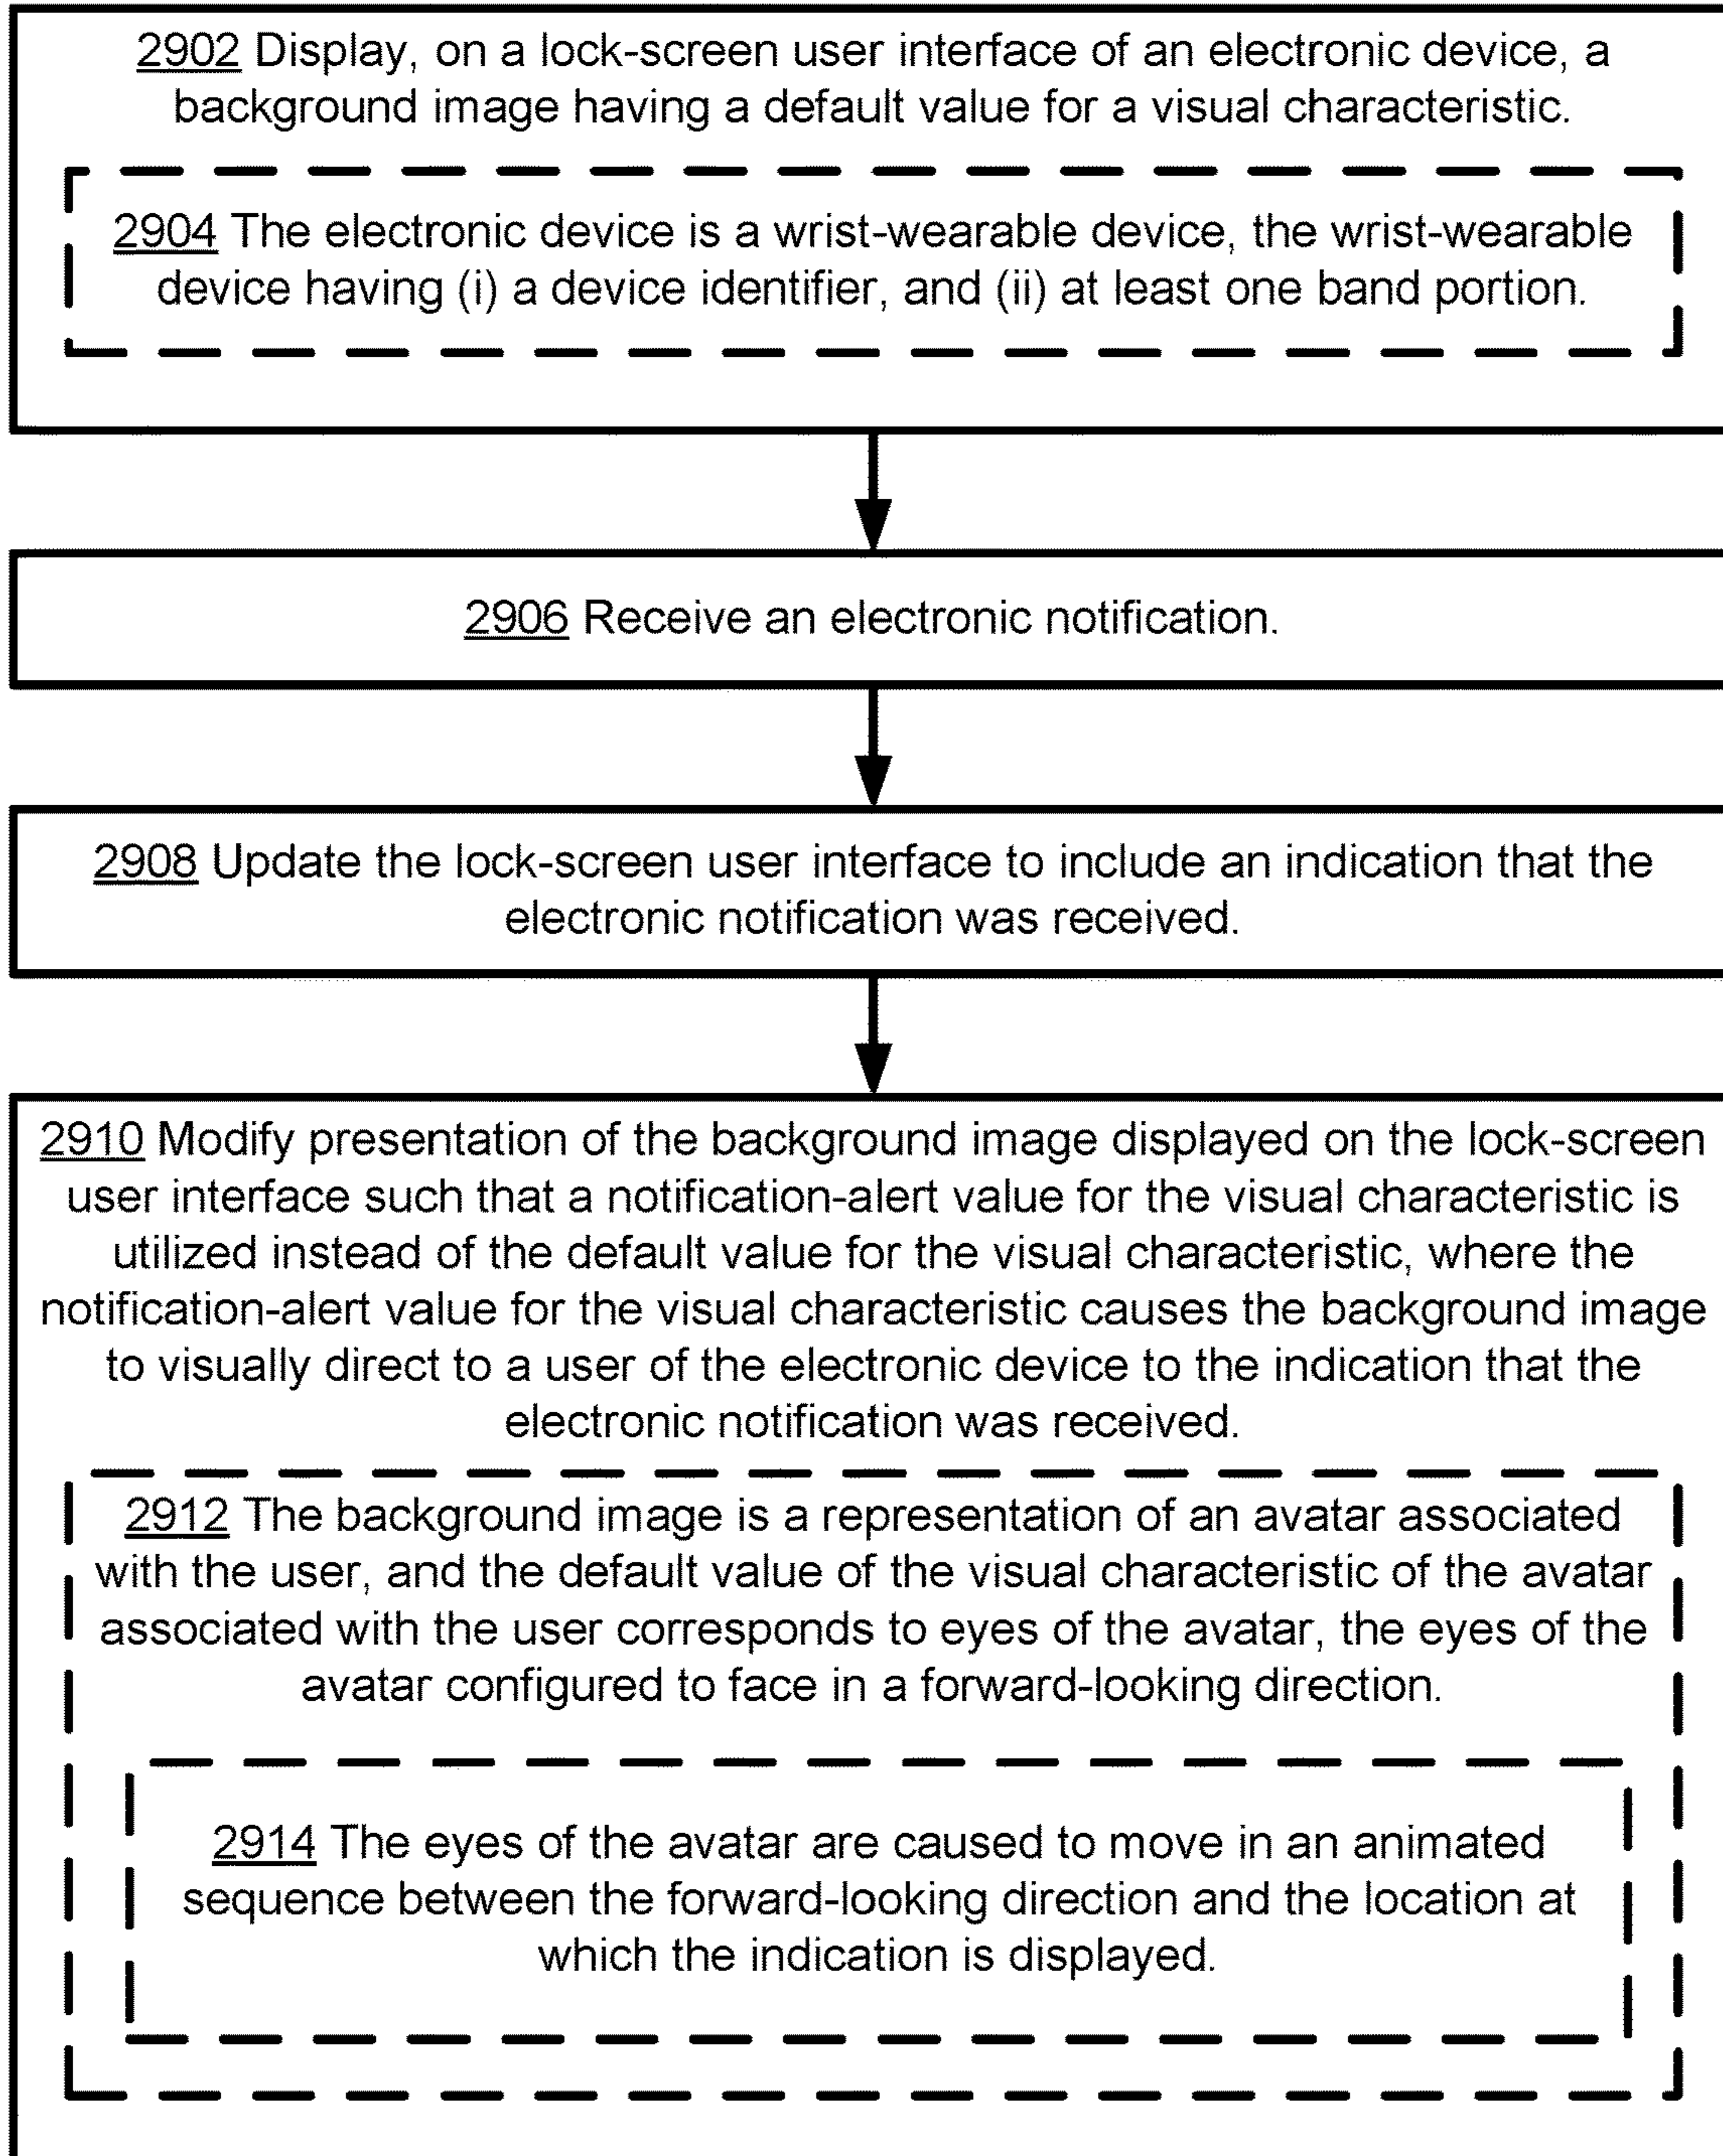 2902 Display, on a lock-screen user interface of an electronic device, a
background image having a default value for a visual characteristic.
2904 The electronic device is a wrist-wearable device, the wrist-wearable
device having (i) a device identifier, and (ii) at least one band portion.
2906 Receive an electronic notification.
2908 Update the lock-screen user interface to include an indication that the
electronic notification was received.
2910 Modify presentation of the background image displayed on the lock-screen
user interface such that a notification-alert value for the visual characteristic is
utilized instead of the default value for the visual characteristic, where the
notification-alert value for the visual characteristic causes the background image
to visually direct to a user of the electronic device to the indication that the
electronic notification was received.
2912 The background image is a representation of an avatar associated
with the user, and the default value of the visual characteristic of the avatar
associated with the user corresponds to eyes of the avatar, the eyes of the
avatar configured to face in a forward-looking direction.
2914 The eyes of the avatar are caused to move in an animated
sequence between the forward-looking direction and the location at
which the indication is displayed.